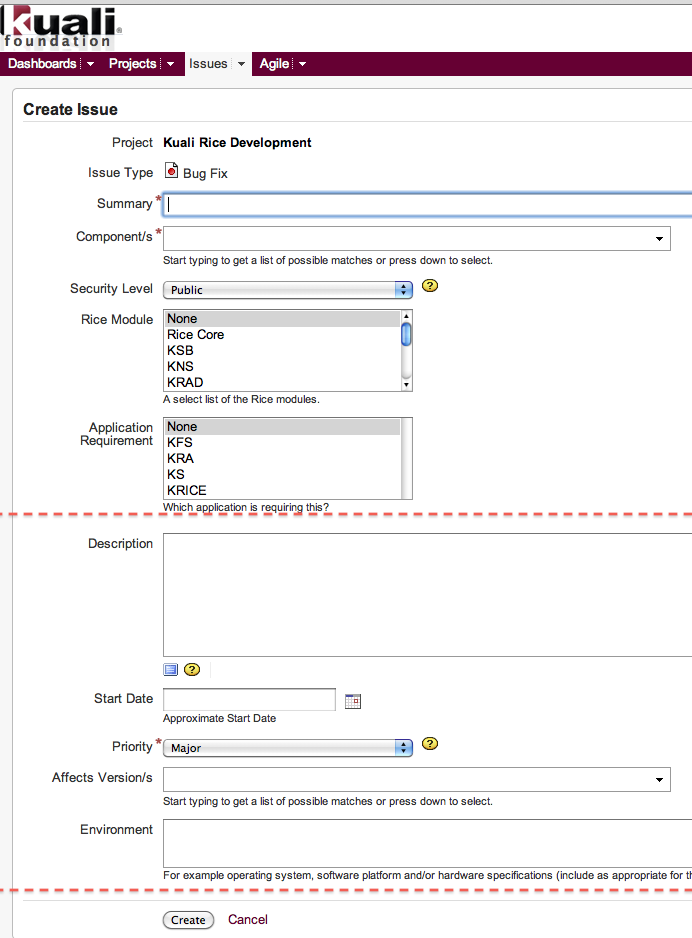 Kuali
foundation
Dashboards Projects Issues Agile
Create Issue
Project Kuali Rice Development
Issue Type Bug Fix
Summary *
Component/s *
Start typing to get a list of possible matches or press down to select.
Security Level Public ?
Rice Module None
Rice Core
KSB
KNS
KRAD
A select list of the Rice modules.
Application Requirement None
KFS
KRA
KS
KRICE
Which application is requiring this?
Description
?
Start Date
Approximate Start Date
Priority * Major ?
Affects Version/s
Start typing to get a list of possible matches or press down to select.
Environment
For example operating system, software platform and/or hardware specifications (include as appropriate for
Create Cancel